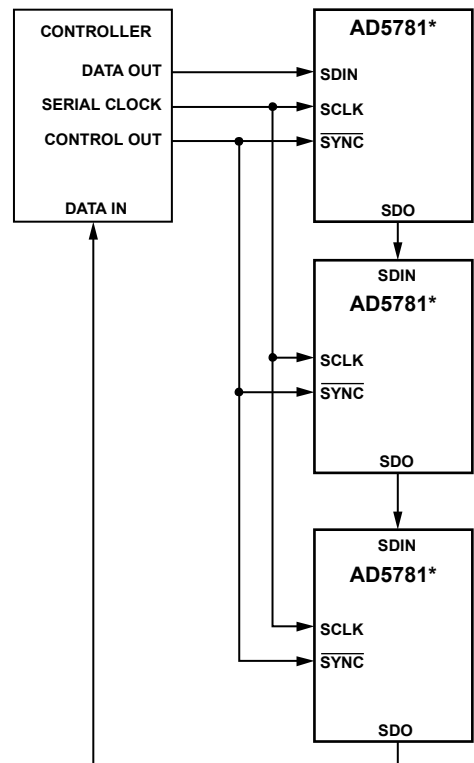 CONTROLLER
DATA OUT
SERIAL CLOCK
CONTROL OUT
DATA IN
AD5781*
SDIN
SCLK
SYNC
SDO
SDIN
AD5781*
SCLK
SYNC
SDO
SDIN
AD5781*
SCLK
SYNC
SDO